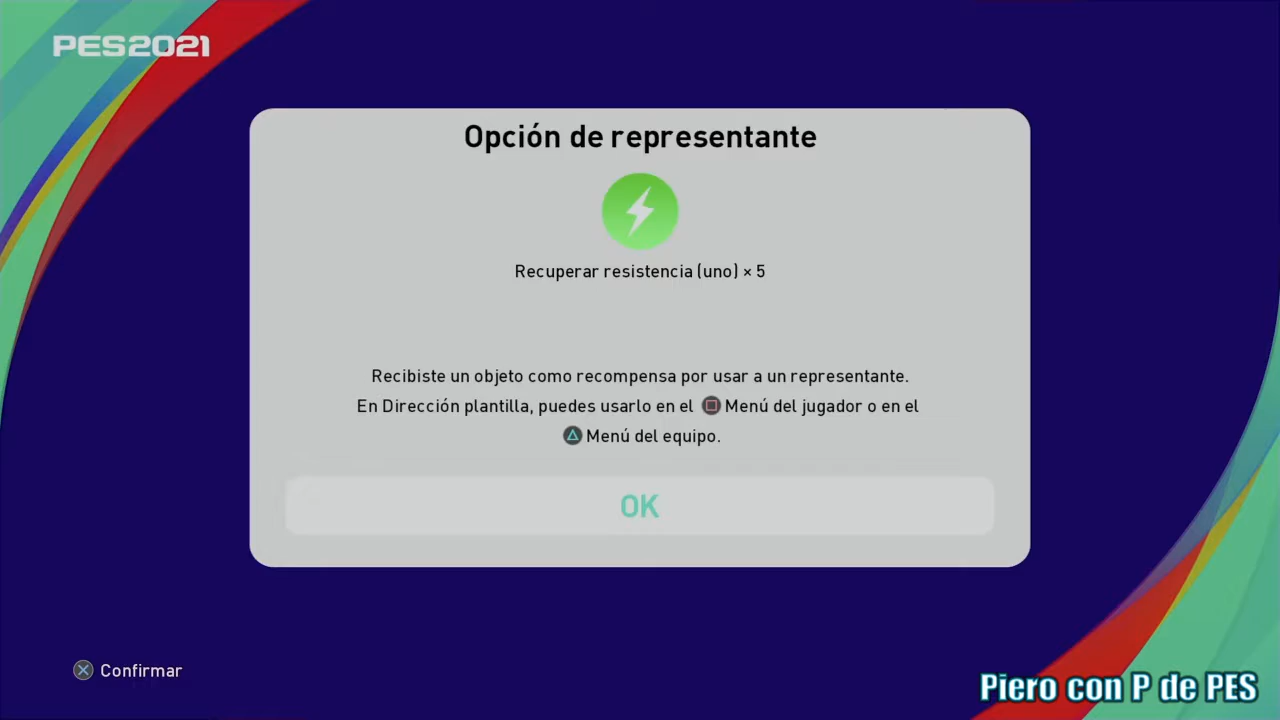 PES2021
Opción de representante
Recuperar resistencia (uno) × 5
Recibiste un objeto como recompensa por usar a un representante.
En Dirección plantilla, puedes usarlo en el Menú del jugador o en el
Menú del equipo.
OK
Confirmar
Piero con P de PES